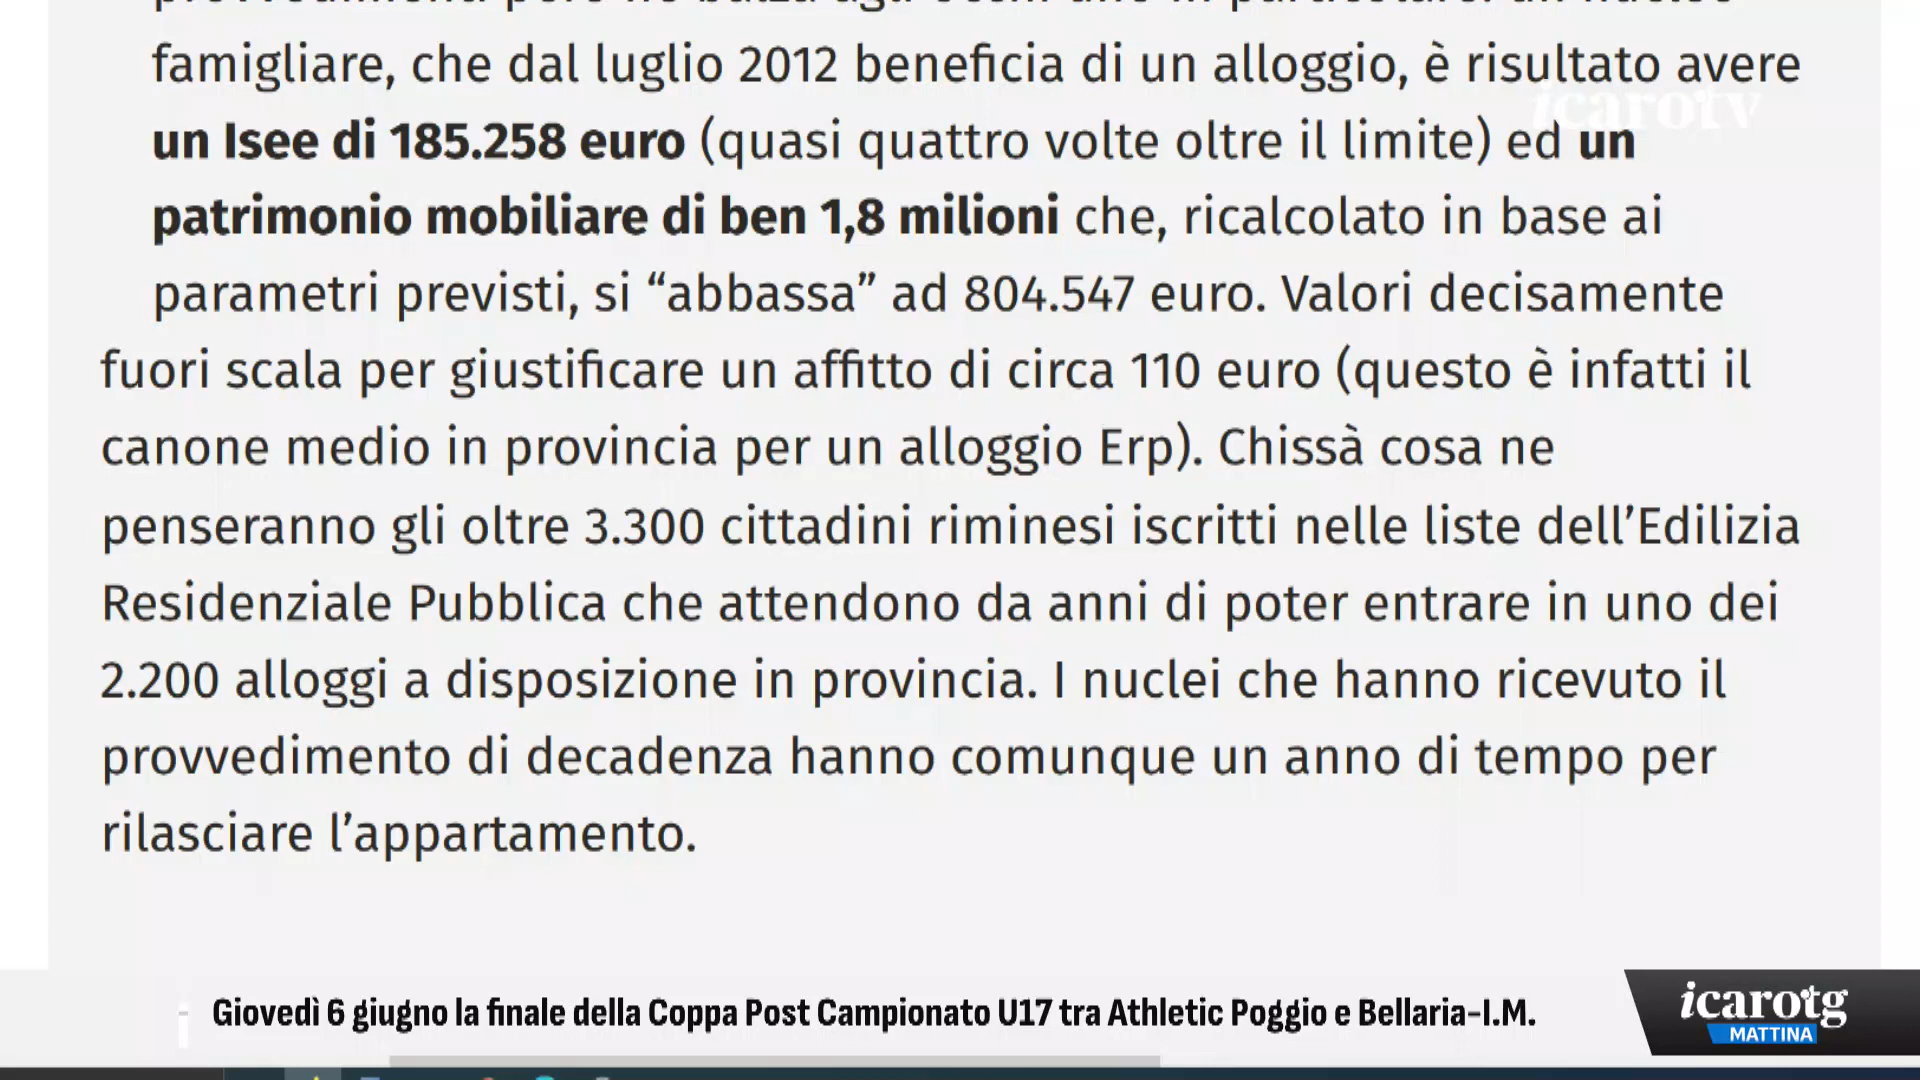 famigliare, che dal luglio 2012 beneficia di un alloggio, è risultato avere
icarotv
un Isee di 185.258 euro (quasi quattro volte oltre il limite) ed un
patrimonio mobiliare di ben 1,8 milioni che, ricalcolato in base ai
parametri previsti, si “abbassa” ad 804.547 euro. Valori decisamente
fuori scala per giustificare un affitto di circa 110 euro (questo è infatti il
canone medio in provincia per un alloggio Erp). Chissà cosa ne
penseranno gli oltre 3.300 cittadini riminesi iscritti nelle liste dell’Edilizia
Residenziale Pubblica che attendono da anni di poter entrare in uno dei
2.200 alloggi a disposizione in provincia. I nuclei che hanno ricevuto il
provvedimento di decadenza hanno comunque un anno di tempo per
rilasciare l’appartamento.
Giovedì 6 giugno la finale della Coppa Post Campionato U17 tra Athletic Poggio e Bellaria-I.M.
icarotg
MATTINA